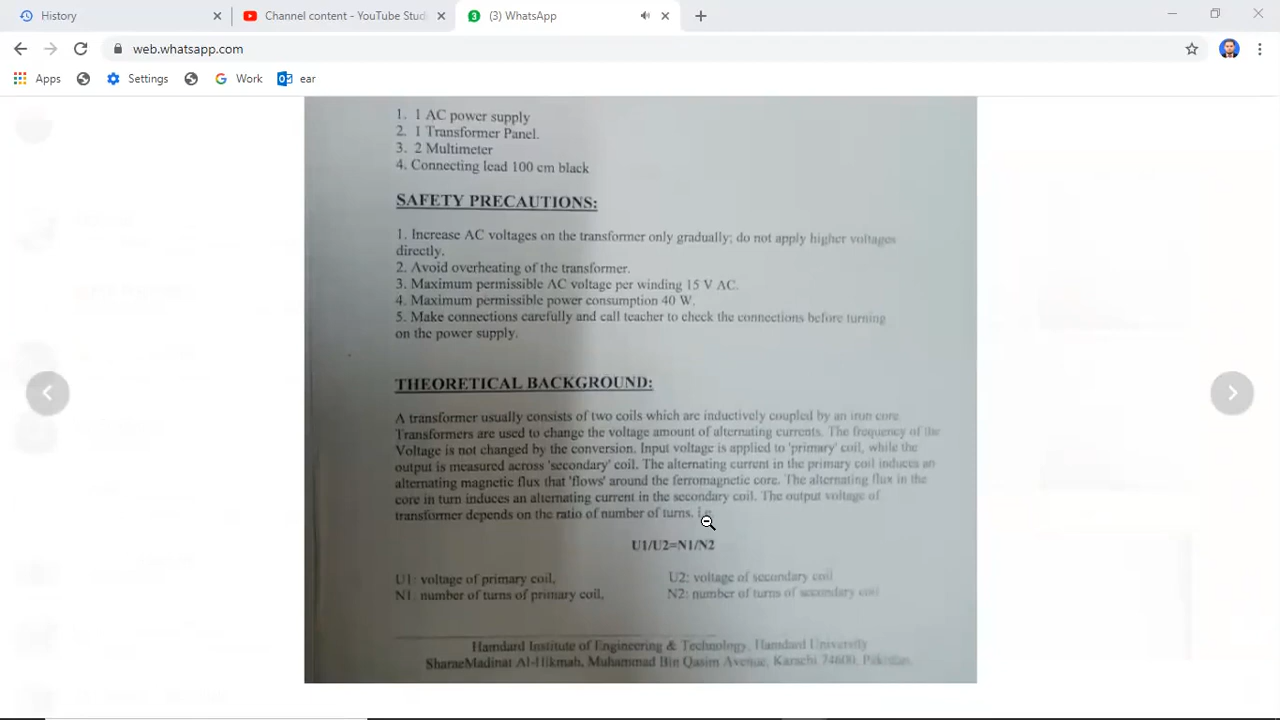 History
Channel content - YouTube Stud
(3) WhatsApp
web.whatsapp.com
Apps
Settings
Work
ear
1. 1 AC power supply
2. 1 Transformer Panel.
3. 2 Multimeter
4. Connecting lead 100 cm black
SAFETY PRECAUTIONS:
1. Increase AC voltages on the transformer only gradually; do not apply higher voltages
directly.
2. Avoid overheating of the transformer.
3. Maximum permissible AC voltage per winding 15 V AC.
4. Maximum permissible power consumption 40 W.
5. Make connections carefully and call teacher to check the connections before turning
on the power supply.
THEORETICAL BACKGROUND:
A transformer usually consists of two coils which are inductively coupled by an iron core.
Transformers are used to change the voltage amount of alternating currents. The frequency of the
Voltage is not changed by the conversion. Input voltage is applied to 'primary' coil, while the
output is measured across 'secondary' coil. The alternating current in the primary coil induces an
alternating magnetic flux that 'flows' around the ferromagnetic core. The alternating flux in the
core in turn induces an alternating current in the secondary coil. The output voltage of
transformer depends on the ratio of number of turns. i.e
U1/U2=N1/N2
U1: voltage of primary coil, U2: voltage of secondary coil
N1: number of turns of primary coil, N2: number of turns of secondary coil
Hamdard Institute of Engineering & Technology, Hamdard University
SharaeMadinat Al-Hikmah, Muhammad Bin Qasim Avenue, Karachi 74600, Pakistan.